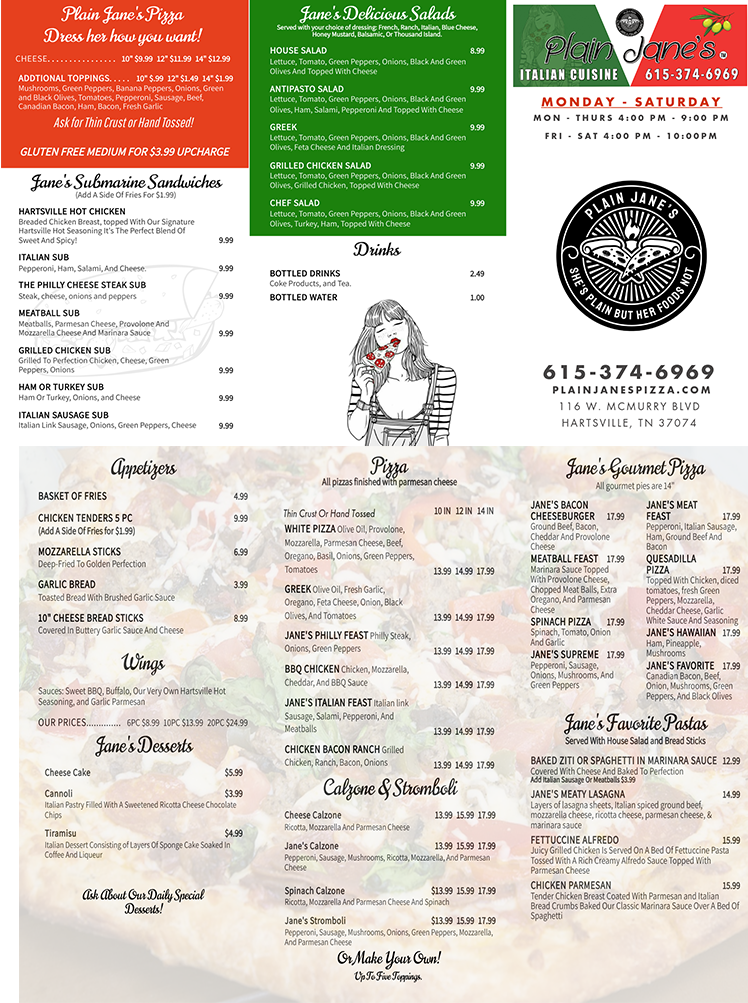 Plain Jane's Pizza
Dress her how you want!
CHEESE................ 10" $9.99 12" $11.99 14" $12.99
ADDTIONAL TOPPINGS..... 10" $.99 12" $1.49 14" $1.99
Mushrooms, Green Peppers, Banana Peppers, Onions, Green
and Black Olives, Tomatoes, Pepperoni, Sausage, Beef,
Canadian Bacon, Ham, Bacon, Fresh Garlic
Ask for Thin Crust or Hand Tossed!
GLUTEN FREE MEDIUM FOR $3.99 UPCHARGE
Jane's Submarine Sandwiches
(Add A Side Of Fries For $1.99)
HARTSVILLE HOT CHICKEN
Breaded Chicken Breast, topped With Our Signature
Hartsville Hot Seasoning It's The Perfect Blend Of
Sweet And Spicy! 9.99
ITALIAN SUB
Pepperoni, Ham, Salami, And Cheese. 9.99
THE PHILLY CHEESE STEAK SUB
Steak, cheese, onions and peppers 9.99
MEATBALL SUB
Meatballs, Parmesan Cheese, Provolone And
Mozzarella Cheese And Marinara Sauce 9.99
GRILLED CHICKEN SUB
Grilled To Perfection Chicken, Cheese, Green
Peppers, Onions 9.99
HAM OR TURKEY SUB
Ham Or Turkey, Onions, and Cheese 9.99
ITALIAN SAUSAGE SUB
Italian Link Sausage, Onions, Green Peppers, Cheese 9.99
Jane's Delicious Salads
Served with your choice of dressing: French, Ranch, Italian, Blue Cheese,
Honey Mustard, Balsamic, Or Thousand Island.
HOUSE SALAD 8.99
Lettuce, Tomato, Green Peppers, Onions, Black And Green
Olives And Topped With Cheese
ANTIPASTO SALAD 9.99
Lettuce, Tomato, Green Peppers, Onions, Black And Green
Olives, Ham, Salami, Pepperoni And Topped With Cheese
GREEK 9.99
Lettuce, Tomato, Green Peppers, Onions, Black And Green
Olives, Feta Cheese And Italian Dressing
GRILLED CHICKEN SALAD 9.99
Lettuce, Tomato, Green Peppers, Onions, Black And Green
Olives, Grilled Chicken, Topped With Cheese
CHEF SALAD 9.99
Lettuce, Tomato, Green Peppers, Onions, Black And Green
Olives, Turkey, Ham, Topped With Cheese
Drinks
BOTTLED DRINKS 2.49
Coke Products, and Tea.
BOTTLED WATER 1.00
Plain Jane's TM
ITALIAN CUISINE 615-374-6969
MONDAY - SATURDAY
MON - THURS 4:00 PM - 9:00 PM
FRI - SAT 4:00 PM - 10:00PM
PLAIN JANE'S
SHE'S PLAIN BUT HER FOODS NOT
615-374-6969
PLAINJANESPIZZA.COM
116 W. MCMURRY BLVD
HARTSVILLE, TN 37074
Appetizers
BASKET OF FRIES 4.99
CHICKEN TENDERS 5 PC 9.99
(Add A Side Of Fries for $1.99)
MOZZARELLA STICKS 6.99
Deep-Fried To Golden Perfection
GARLIC BREAD 3.99
Toasted Bread With Brushed Garlic Sauce
10" CHEESE BREAD STICKS 8.99
Covered In Buttery Garlic Sauce And Cheese
Wings
Sauces: Sweet BBQ, Buffalo, Our Very Own Hartsville Hot
Seasoning, and Garlic Parmesan
OUR PRICES.............. 6PC $8.99 10PC $13.99 20PC $24.99
Jane's Desserts
Cheese Cake $5.99
Cannoli $3.99
Italian Pastry Filled With A Sweetened Ricotta Cheese Chocolate
Chips
Tiramisu $4.99
Italian Dessert Consisting of Layers Of Sponge Cake Soaked In
Coffee And Liqueur
Ask About Our Daily Special
Desserts!
Pizza
All pizzas finished with parmesan cheese
Thin Crust Or Hand Tossed 10 IN 12 IN 14 IN
WHITE PIZZA Olive Oil, Provolone,
Mozzarella, Parmesan Cheese, Beef,
Oregano, Basil, Onions, Green Peppers,
Tomatoes 13.99 14.99 17.99
GREEK Olive Oil, Fresh Garlic,
Oregano, Feta Cheese, Onion, Black
Olives, And Tomatoes 13.99 14.99 17.99
JANE'S PHILLY FEAST Philly Steak,
Onions, Green Peppers 13.99 14.99 17.99
BBQ CHICKEN Chicken, Mozzarella,
Cheddar, And BBQ Sauce 13.99 14.99 17.99
JANE'S ITALIAN FEAST Italian link
Sausage, Salami, Pepperoni, And
Meatballs 13.99 14.99 17.99
CHICKEN BACON RANCH Grilled
Chicken, Ranch, Bacon, Onions 13.99 14.99 17.99
Calzone & Stromboli
Cheese Calzone 13.99 15.99 17.99
Ricotta, Mozzarella And Parmesan Cheese
Jane's Calzone 13.99 15.99 17.99
Pepperoni, Sausage, Mushrooms, Ricotta, Mozzarella, And Parmesan
Cheese
Spinach Calzone $13.99 15.99 17.99
Ricotta, Mozzarella And Parmesan Cheese And Spinach
Jane's Stromboli $13.99 15.99 17.99
Pepperoni, Sausage, Mushrooms, Onions, Green Peppers, Mozzarella,
And Parmesan Cheese
Or Make Your Own!
Up To Five Toppings.
Jane's Gourmet Pizza
All gourmet pies are 14"
JANE'S BACON
CHEESEBURGER 17.99
Ground Beef, Bacon,
Cheddar And Provolone
Cheese
MEATBALL FEAST 17.99
Marinara Sauce Topped
With Provolone Cheese,
Chopped Meat Balls, Extra
Oregano, And Parmesan
Cheese
SPINACH PIZZA 17.99
Spinach, Tomato, Onion
And Garlic
JANE'S SUPREME 17.99
Pepperoni, Sausage,
Onions, Mushrooms, And
Green Peppers
JANE'S MEAT
FEAST 17.99
Pepperoni, Italian Sausage,
Ham, Ground Beef And
Bacon
QUESADILLA
PIZZA 17.99
Topped With Chicken, diced
tomatoes, fresh Green
Peppers, Mozzarella,
Cheddar Cheese, Garlic
White Sauce And Seasoning
JANE'S HAWAIIAN 17.99
Ham, Pineapple,
Mushrooms
JANE'S FAVORITE 17.99
Canadian Bacon, Beef,
Onion, Mushrooms, Green
Peppers, And Black Olives
Jane's Favorite Pastas
Served With House Salad and Bread Sticks
BAKED ZITI OR SPAGHETTI IN MARINARA SAUCE 12.99
Covered With Cheese And Baked To Perfection
Add Italian Sausage Or Meatballs $3.99
JANE'S MEATY LASAGNA 14.99
Layers of lasagna sheets, Italian spiced ground beef,
mozzarella cheese, ricotta cheese, parmesan cheese, &
marinara sauce
FETTUCCINE ALFREDO 15.99
Juicy Grilled Chicken Is Served On A Bed Of Fettuccine Pasta
Tossed With A Rich Creamy Alfredo Sauce Topped With
Parmesan Cheese
CHICKEN PARMESAN 15.99
Tender Chicken Breast Coated With Parmesan and Italian
Bread Crumbs Baked Our Classic Marinara Sauce Over A Bed Of
Spaghetti